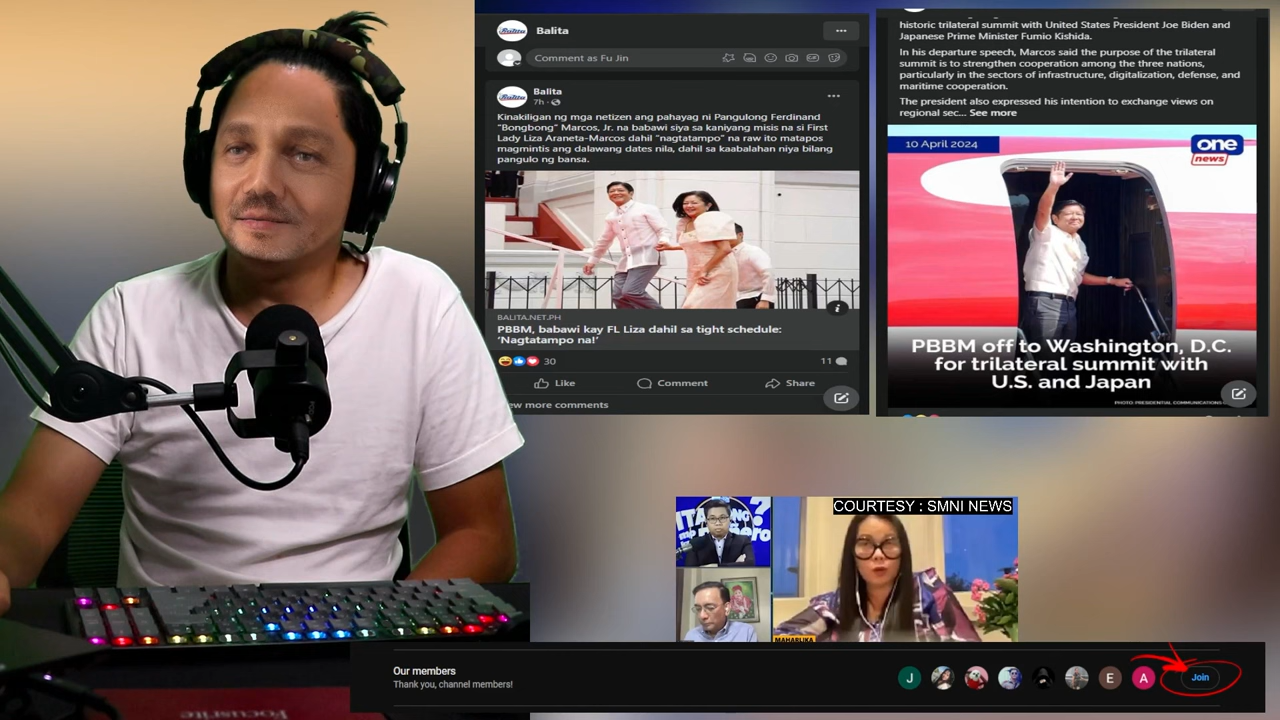 Balita
Comment as Fu Jin
Balita
7h
Kinakiligan ng mga netizen ang pahayag ni Pangulong Ferdinand
"Bongbong" Marcos, Jr. na babawi siya sa kaniyang misis na si First
Lady Liza Araneta-Marcos dahil "nagtatampo" na raw ito matapos
magmintis ang dalawang dates nila, dahil sa kaabalahan niya bilang
pangulo ng bansa.
BALITA.NET.PH
PBBM, babawi kay FL Liza dahil sa tight schedule:
'Nagtatampo na!'
30
11
Like
Comment
Share
ew more comments
historic trilateral summit with United States President Joe Biden and
Japanese Prime Minister Fumio Kishida.
In his departure speech, Marcos said the purpose of the trilateral
summit is to strengthen cooperation among the three nations,
particularly in the sectors of infrastructure, digitalization, defense, and
maritime cooperation.
The president also expressed his intention to exchange views on
regional sec... See more
10 April 2024
one
news
PBBM off to Washington, D.C.
for trilateral summit with
U.S. and Japan
PHOTO: PRESIDENTIAL COMMUNICATIONS
COURTESY : SMNI NEWS
MAHARLIKA
Our members
Thank you, channel members!
J
E
A
Join
Focusrite